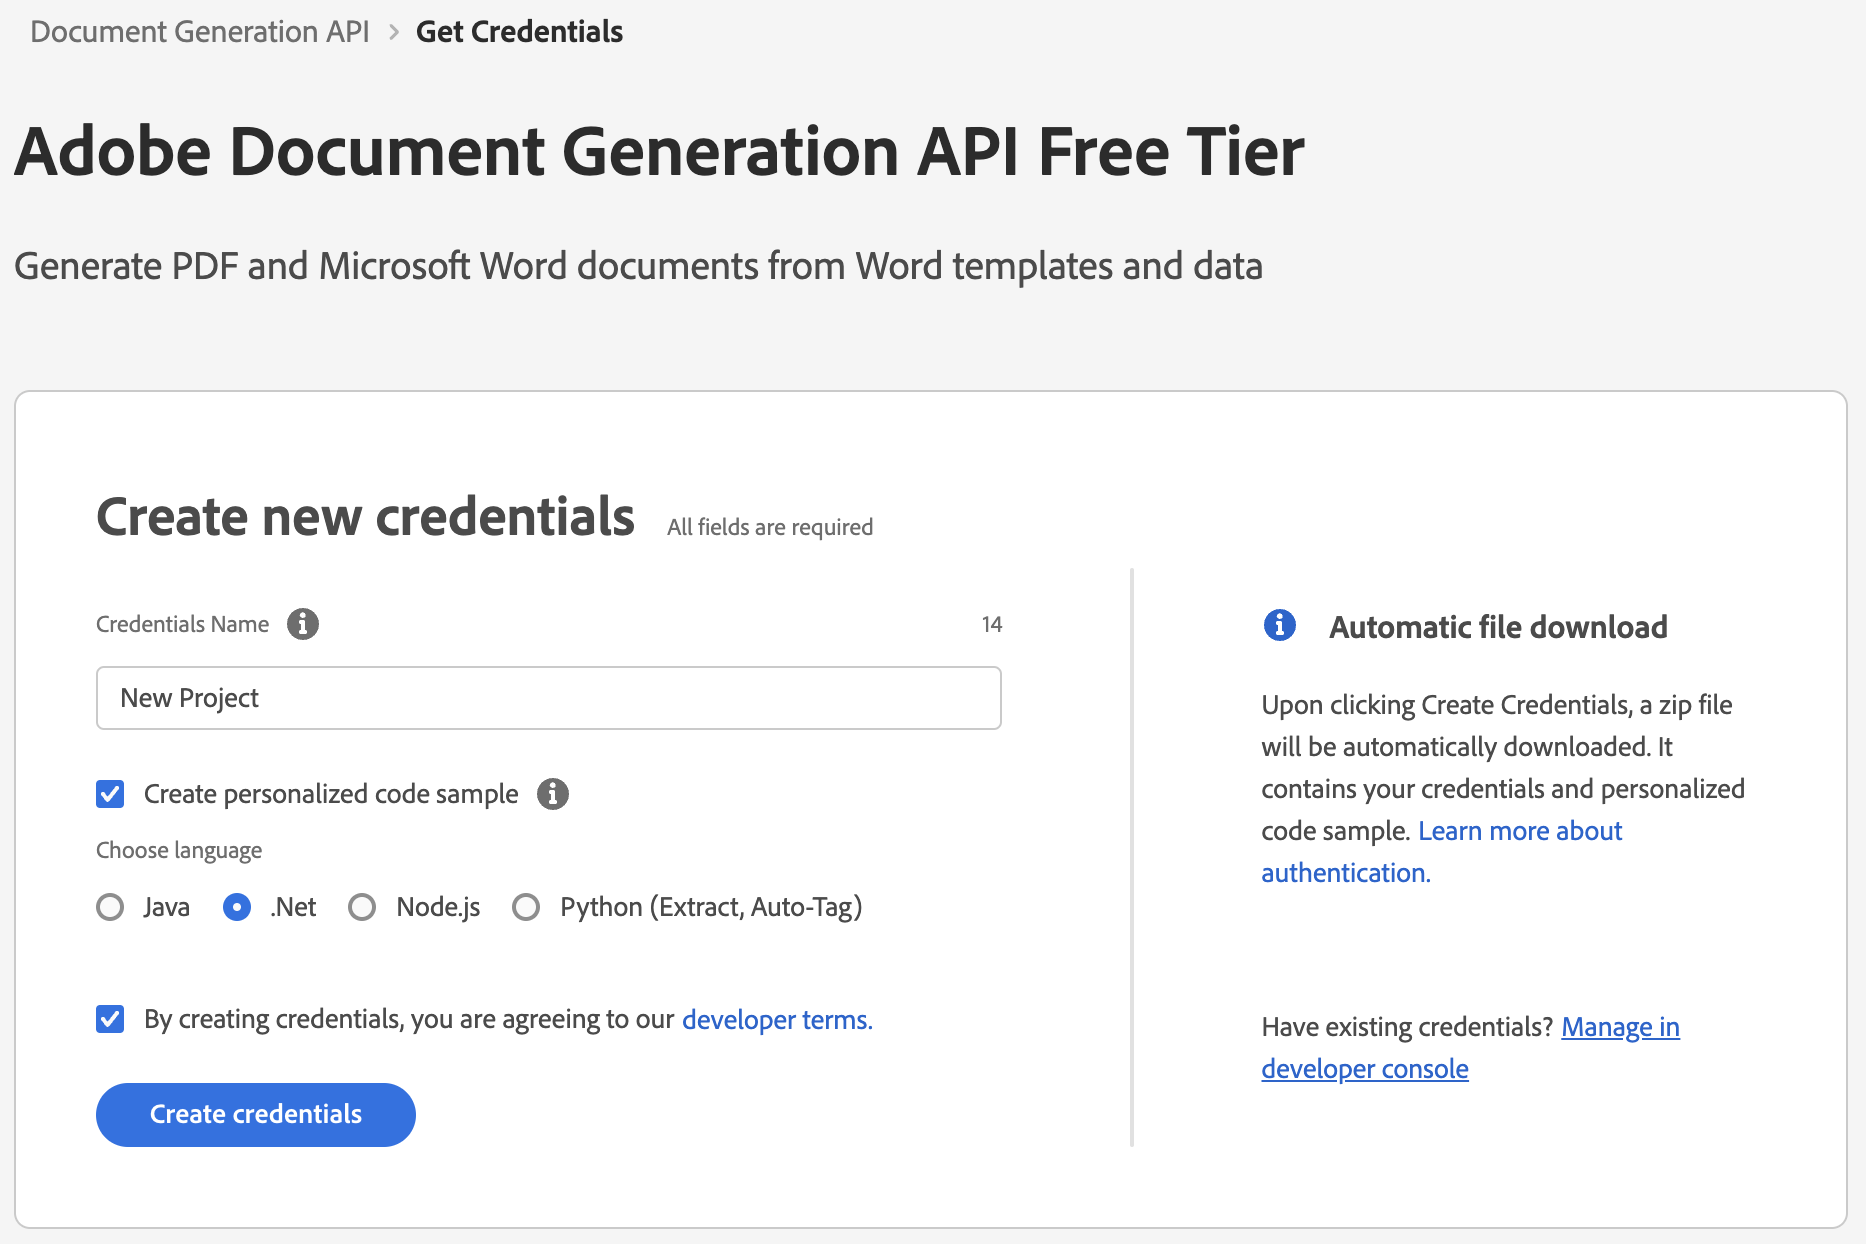 Document Generation API > Get Credentials
Adobe Document Generation API Free Tier
Generate PDF and Microsoft Word documents from Word templates and data
Create new credentials All fields are required
Credentials Name 14
New Project
Create personalized code sample
Choose language
Java .Net Node.js Python (Extract, Auto-Tag)
By creating credentials, you are agreeing to our developer terms.
Create credentials
Automatic file download
Upon clicking Create Credentials, a zip file
will be automatically downloaded. It
contains your credentials and personalized
code sample. Learn more about
authentication.
Have existing credentials? Manage in
developer console